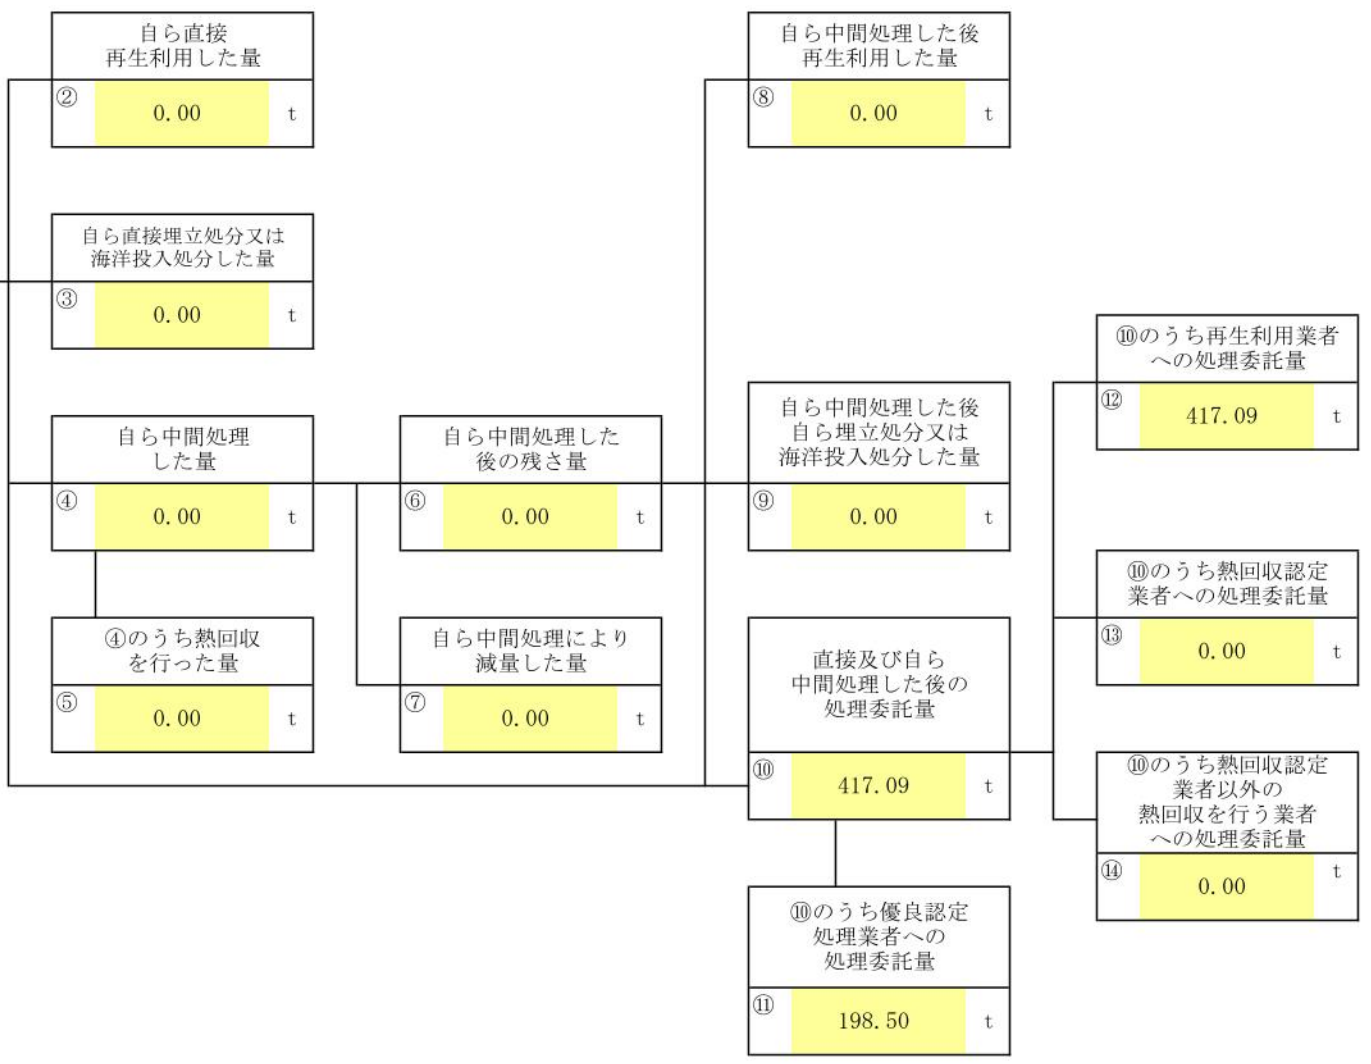 自ら直接
再生利用した量
② 0.00 t
自ら直接埋立処分又は
海洋投入処分した量
③ 0.00 t
自ら中間処理
した量
④ 0.00 t
④のうち熱回収
を行った量
⑤ 0.00 t
自ら中間処理した
後の残さ量
⑥ 0.00 t
自ら中間処理により
減量した量
⑦ 0.00 t
自ら中間処理した後
再生利用した量
⑧ 0.00 t
自ら中間処理した後
自ら埋立処分又は
海洋投入処分した量
⑨ 0.00 t
直接及び自ら
中間処理した後の
処理委託量
⑩ 417.09 t
⑩のうち優良認定
処理業者への
処理委託量
⑪ 198.50 t
⑩のうち再生利用業者
への処理委託量
⑫ 417.09 t
⑩のうち熱回収認定
業者への処理委託量
⑬ 0.00 t
⑩のうち熱回収認定
業者以外の
熱回収を行う業者
への処理委託量
⑭ 0.00 t